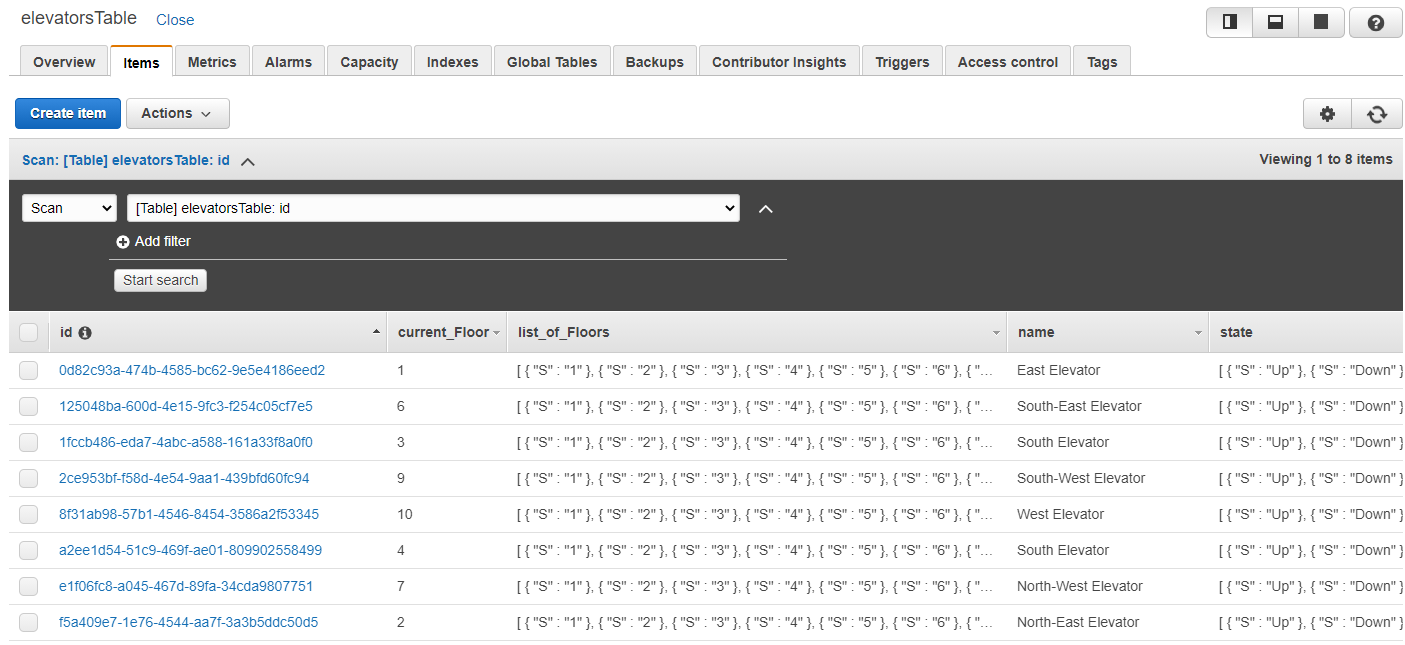 elevatorsTable Close
Overview Items Metrics Alarms Capacity Indexes Global Tables Backups Contributor Insights Triggers Access control Tags
Create item Actions
Scan: [Table] elevatorsTable: id Viewing 1 to 8 items
Scan [Table] elevatorsTable: id
Add filter
Start search
id current_Floor list_of_Floors name state
0d82c93a-474b-4585-bc62-9e5e4186eed2 1 [ { "S" : "1" }, { "S" : "2" }, { "S" : "3" }, { "S" : "4" }, { "S" : "5" }, { "S" : "6" }, { "... East Elevator [ { "S" : "Up" }, { "S" : "Down" }
125048ba-600d-4e15-9fc3-f254c05cf7e5 6 [ { "S" : "1" }, { "S" : "2" }, { "S" : "3" }, { "S" : "4" }, { "S" : "5" }, { "S" : "6" }, { "... South-East Elevator [ { "S" : "Up" }, { "S" : "Down" }
1fccb486-eda7-4abc-a588-161a33f8a0f0 3 [ { "S" : "1" }, { "S" : "2" }, { "S" : "3" }, { "S" : "4" }, { "S" : "5" }, { "S" : "6" }, { "... South Elevator [ { "S" : "Up" }, { "S" : "Down" }
2ce953bf-f58d-4e54-9aa1-439bfd60fc94 9 [ { "S" : "1" }, { "S" : "2" }, { "S" : "3" }, { "S" : "4" }, { "S" : "5" }, { "S" : "6" }, { "... South-West Elevator [ { "S" : "Up" }, { "S" : "Down" }
8f31ab98-57b1-4546-8454-3586a2f53345 10 [ { "S" : "1" }, { "S" : "2" }, { "S" : "3" }, { "S" : "4" }, { "S" : "5" }, { "S" : "6" }, { "... West Elevator [ { "S" : "Up" }, { "S" : "Down" }
a2ee1d54-51c9-469f-ae01-809902558499 4 [ { "S" : "1" }, { "S" : "2" }, { "S" : "3" }, { "S" : "4" }, { "S" : "5" }, { "S" : "6" }, { "... South Elevator [ { "S" : "Up" }, { "S" : "Down" }
e1f06fc8-a045-467d-89fa-34cda9807751 7 [ { "S" : "1" }, { "S" : "2" }, { "S" : "3" }, { "S" : "4" }, { "S" : "5" }, { "S" : "6" }, { "... North-West Elevator [ { "S" : "Up" }, { "S" : "Down" }
f5a409e7-1e76-4544-aa7f-3a3b5ddc50d5 2 [ { "S" : "1" }, { "S" : "2" }, { "S" : "3" }, { "S" : "4" }, { "S" : "5" }, { "S" : "6" }, { "... North-East Elevator [ { "S" : "Up" }, { "S" : "Down" }